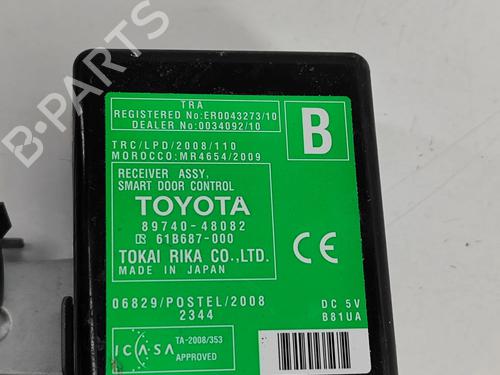 TRA
REGISTERED No:ER0043273/10
DEALER No:0034092/10
B
TRC/LPD/2008/110
MOROCCO:MR4654/2009
RECEIVER ASSY,
SMART DOOR CONTROL
TOYOTA
89740-48082
61B687-000
TOKAI RIKA CO.,LTD.
MADE IN JAPAN
CE
06829/POSTEL/2008
2344
DC 5V
B81UA
ICASA
TA-2008/353
APPROVED
B-Parts